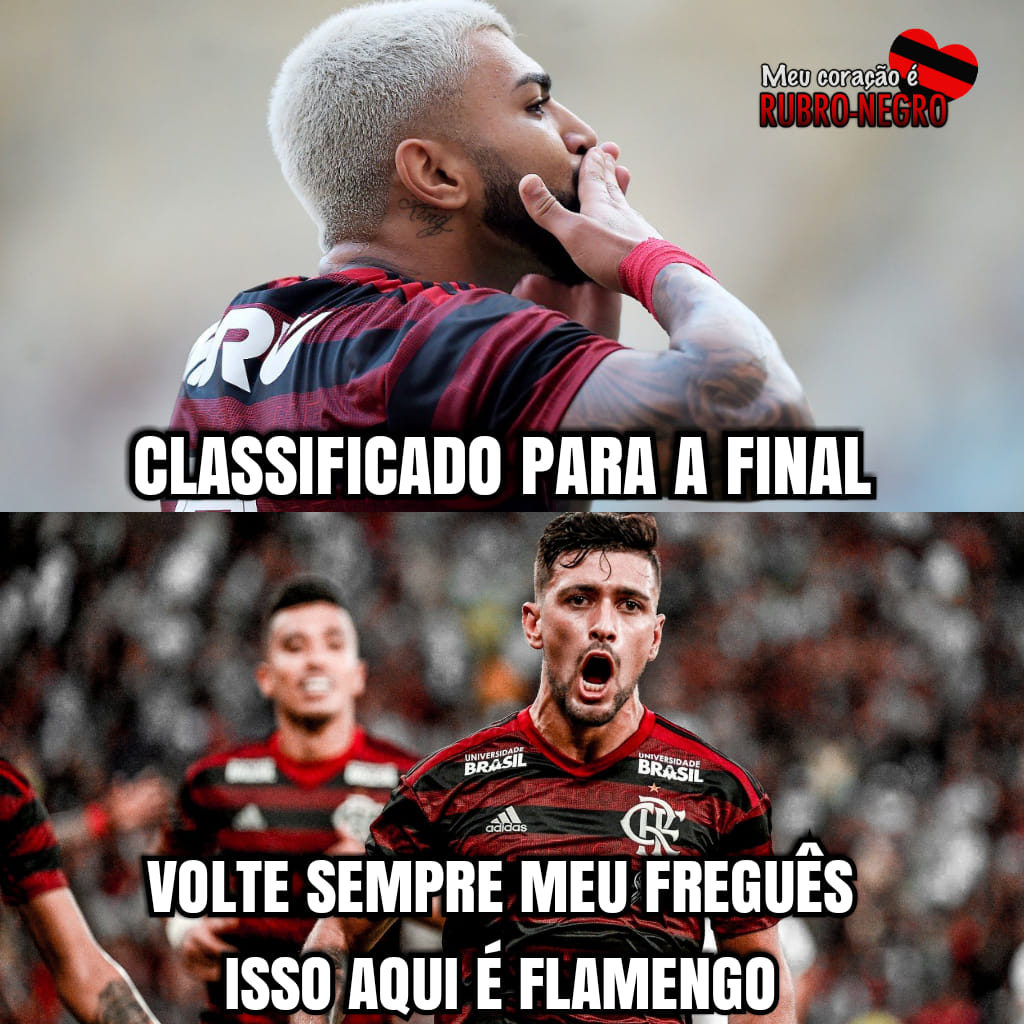 Meu coração é
RUBRO-NEGRO
CLASSIFICADO PARA A FINAL
UNIVERSIDADE
BRASIL
UNIVERSIDADE
BRASIL
adidas
CRF
VOLTE SEMPRE MEU FREGUÊS
ISSO AQUI É FLAMENGO